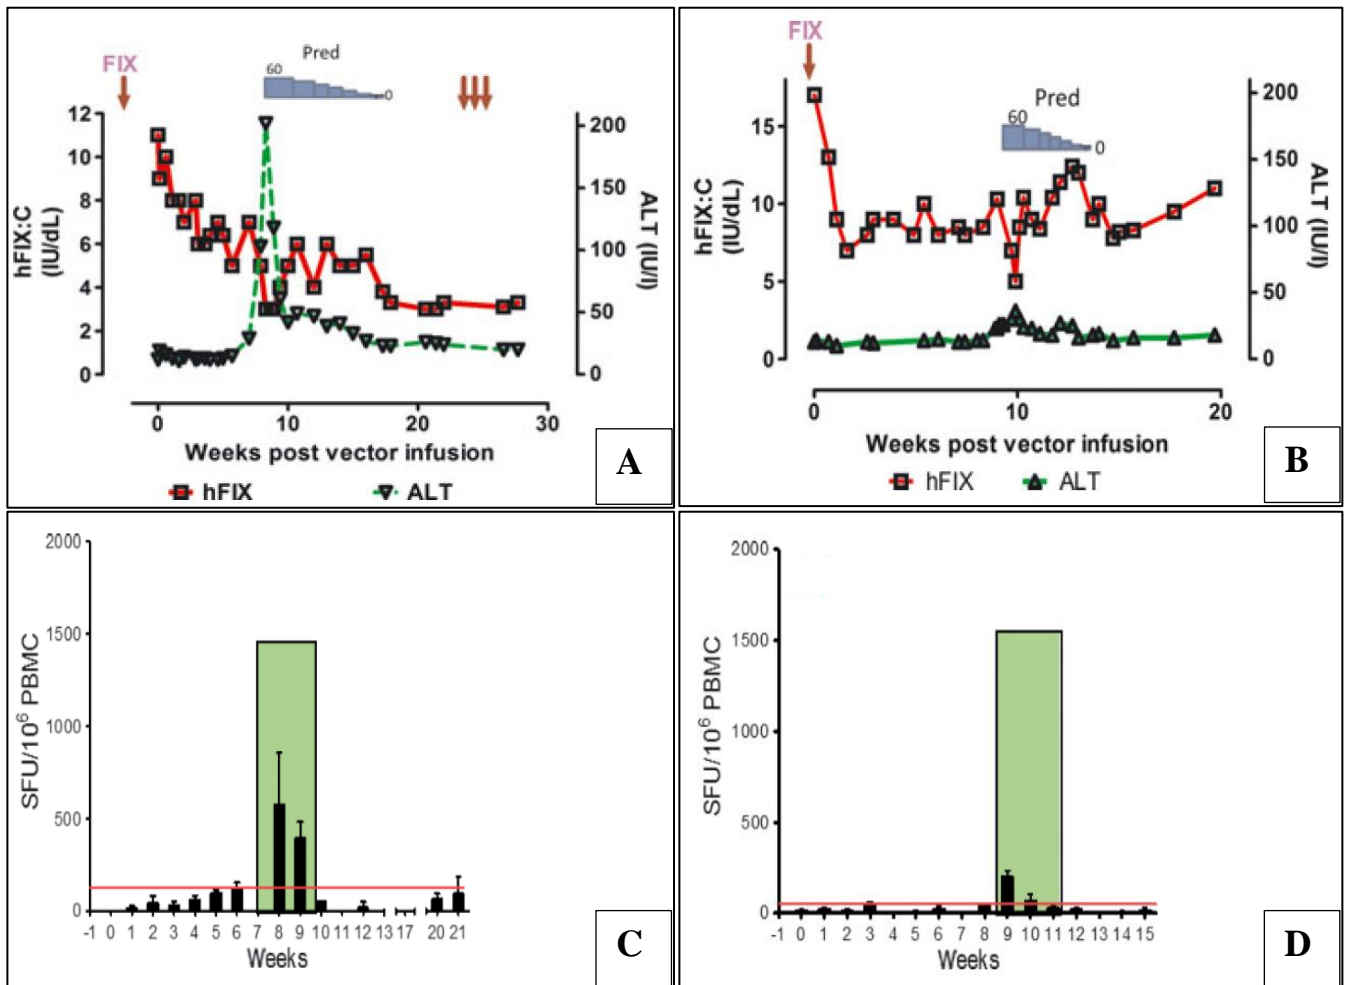 FIX
Pred
60
0
12
10
8
6
4
2
0
hFIX:C
(IU/dL)
200
150
100
50
0
ALT (IU/l)
0 10 20 30
Weeks post vector infusion
hFIX ALT
A
FIX
Pred
60
0
15
10
5
0
hFIX:C
(IU/dL)
200
150
100
50
0
ALT (IU/l)
0 10 20
Weeks post vector infusion
hFIX ALT
B
2000
1500
1000
500
0
SFU/10⁶ PBMC
-1 0 1 2 3 4 5 6 7 8 9 10 11 12 13 17 20 21
Weeks
C
2000
1500
1000
500
0
SFU/10⁶ PBMC
-1 0 1 2 3 4 5 6 7 8 9 10 11 12 13 14 15
Weeks
D